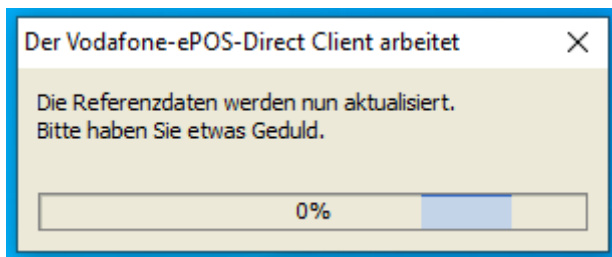 Der Vodafone-ePOS-Direct Client arbeitet
Die Referenzdaten werden nun aktualisiert.
Bitte haben Sie etwas Geduld.
0%